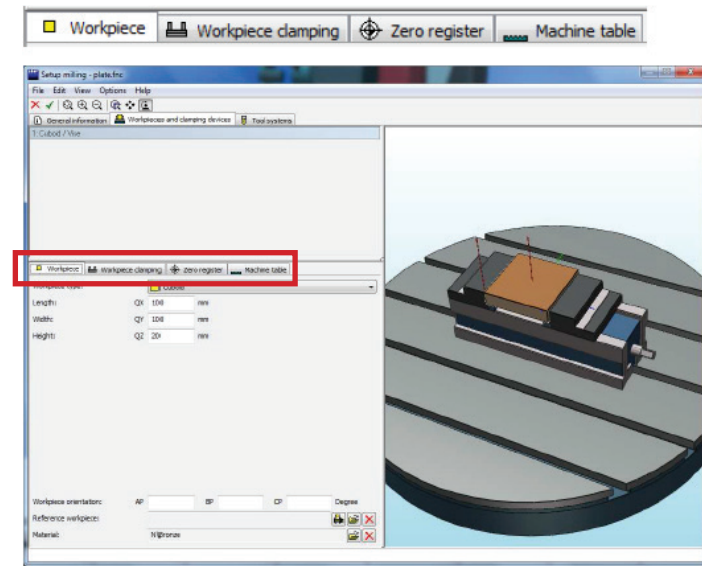 Workpiece Workpiece clamping Zero register Machine table
Setup milling - plate.fnc
File Edit View Options Help
General information Workpieces and clamping devices Tool systems
1: Cuboid / Vise
Workpiece Workpiece clamping Zero register Machine table
Workpiece type: Cuboid
Length: QX 100 mm
Width: QY 100 mm
Height: QZ 20 mm
Workpiece orientation: AP BP CP Degree
Reference workpiece:
Material: